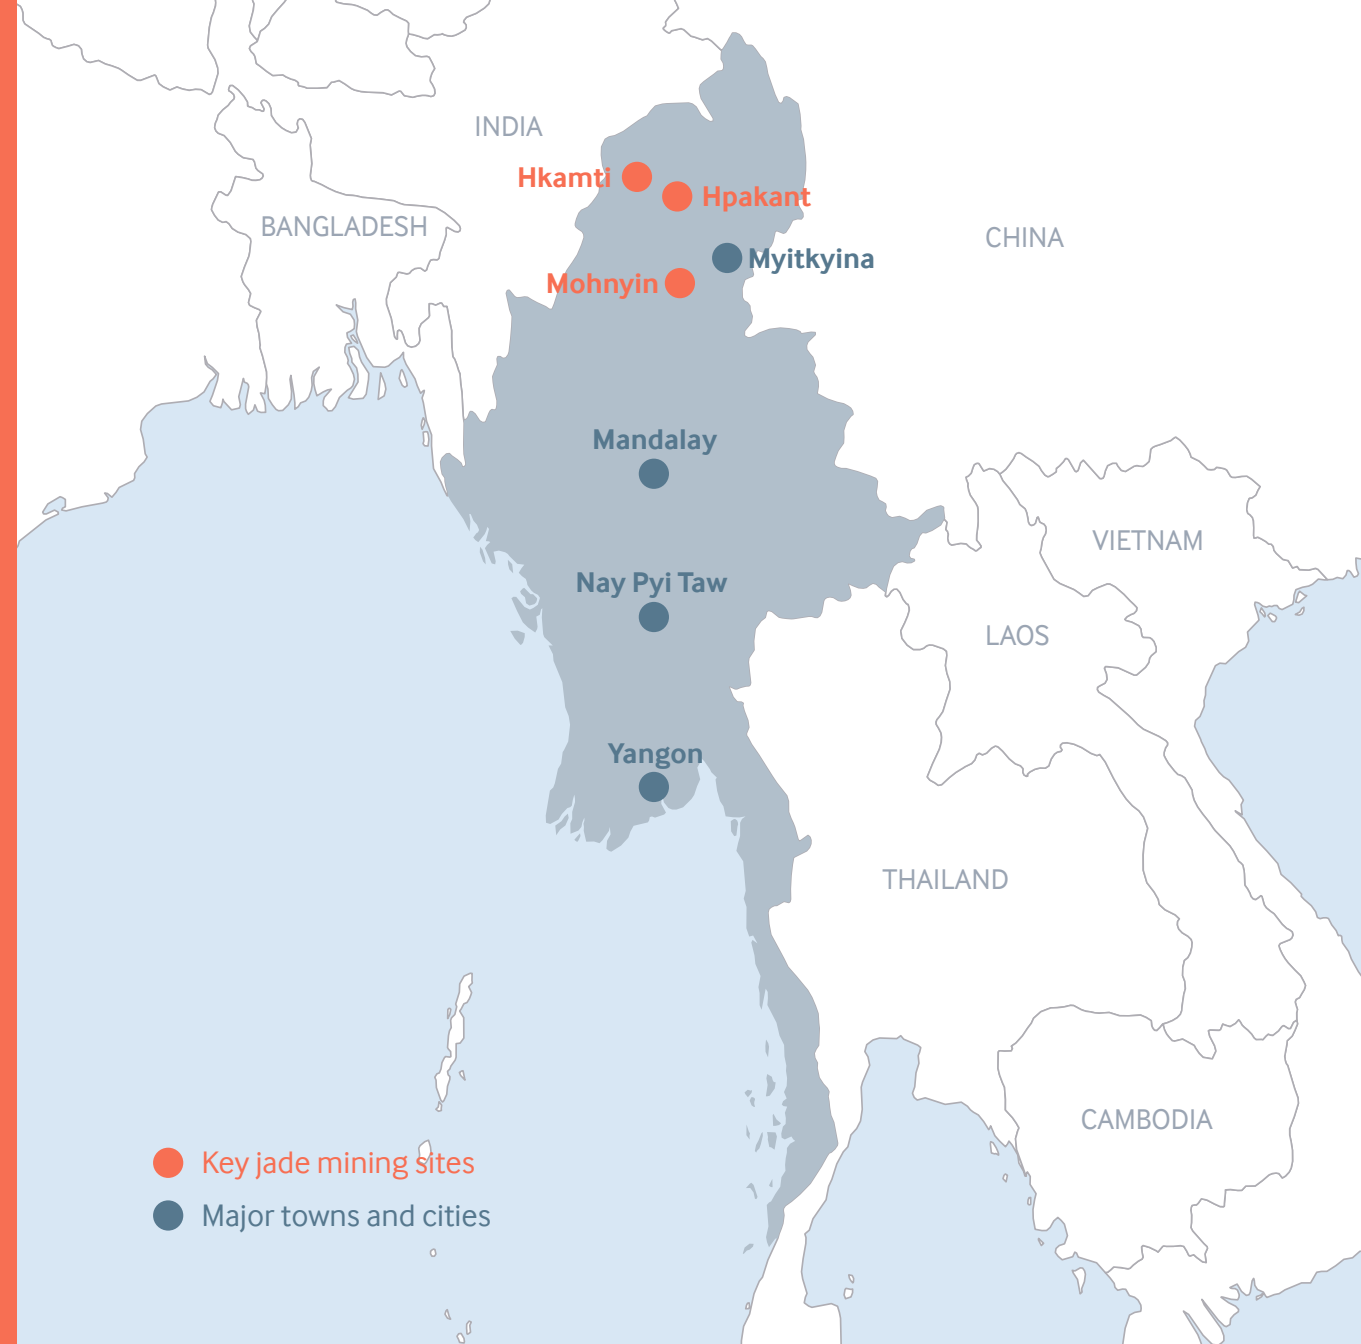 INDIA
Hkamti
Hpakant
BANGLADESH
CHINA
Myitkyina
Mohnyin
Mandalay
VIETNAM
Nay Pyi Taw
LAOS
Yangon
THAILAND
CAMBODIA
Key jade mining sites
Major towns and cities